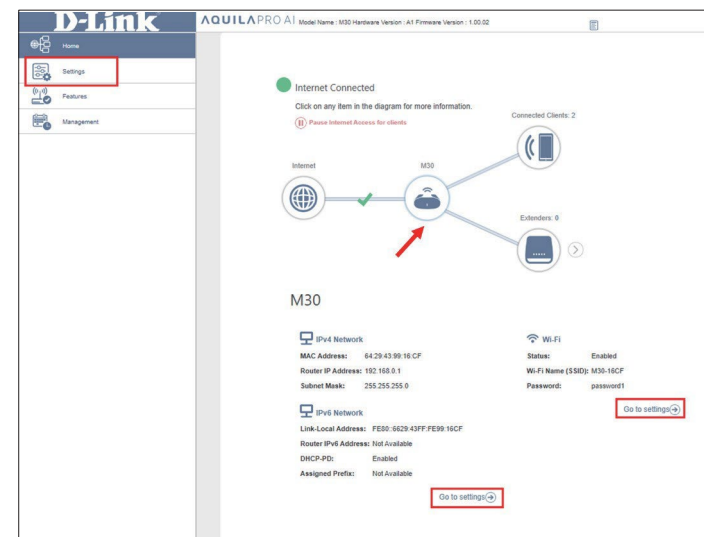 D-Link
AQUILA PRO AI Model Name : M30 Hardware Version : A1 Firmware Version : 1.00.02
Home
Settings
Features
Management
Internet Connected
Click on any item in the diagram for more information.
Pause Internet Access for clients
Connected Clients: 2
Internet
M30
Extenders: 0
M30
IPv4 Network
MAC Address: 64:29:43:99:16:CF
Router IP Address: 192.168.0.1
Subnet Mask: 255.255.255.0
Wi-Fi
Status: Enabled
Wi-Fi Name (SSID): M30-16CF
Password: password1
Go to settings
IPv6 Network
Link-Local Address: FE80::6629:43FF:FE99:16CF
Router IPv6 Address: Not Available
DHCP-PD: Enabled
Assigned Prefix: Not Available
Go to settings